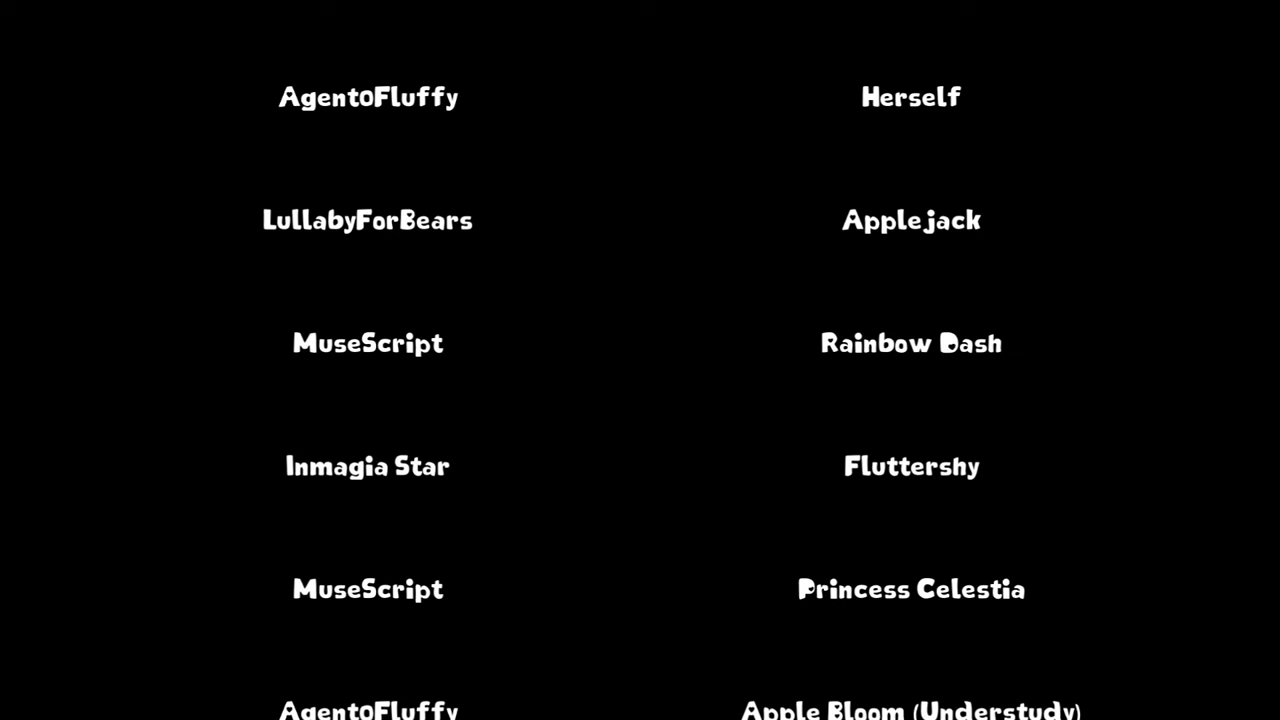 AgentOFluffy Herself
LullabyForBears Applejack
MuseScript Rainbow Dash
Inmagia Star Fluttershy
MuseScript Princess Celestia
AgentOFluffy Apple Bloom (Understudy)